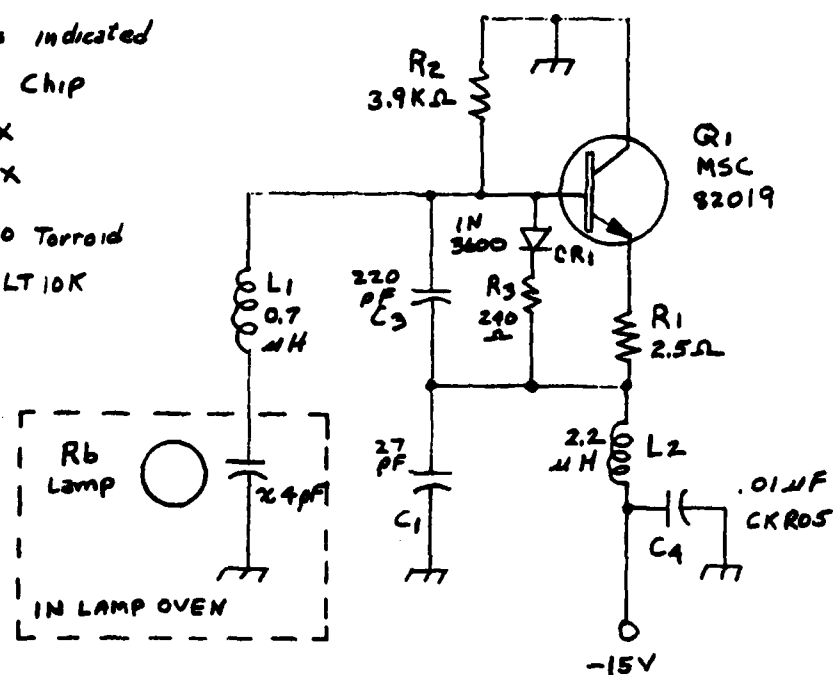 indicated
Chip
x
x
o Torroid
LT10K
R2
3.9KΩ
Q1
MSC
82019
1N
3600
CR1
220
pF
C3
R3
240
Ω
L1
0.7
μH
R1
2.5Ω
Rb
Lamp
≈4pF
27
pF
C1
2.2
μH
L2
.01μF
CKR05
C4
IN LAMP OVEN
-15V